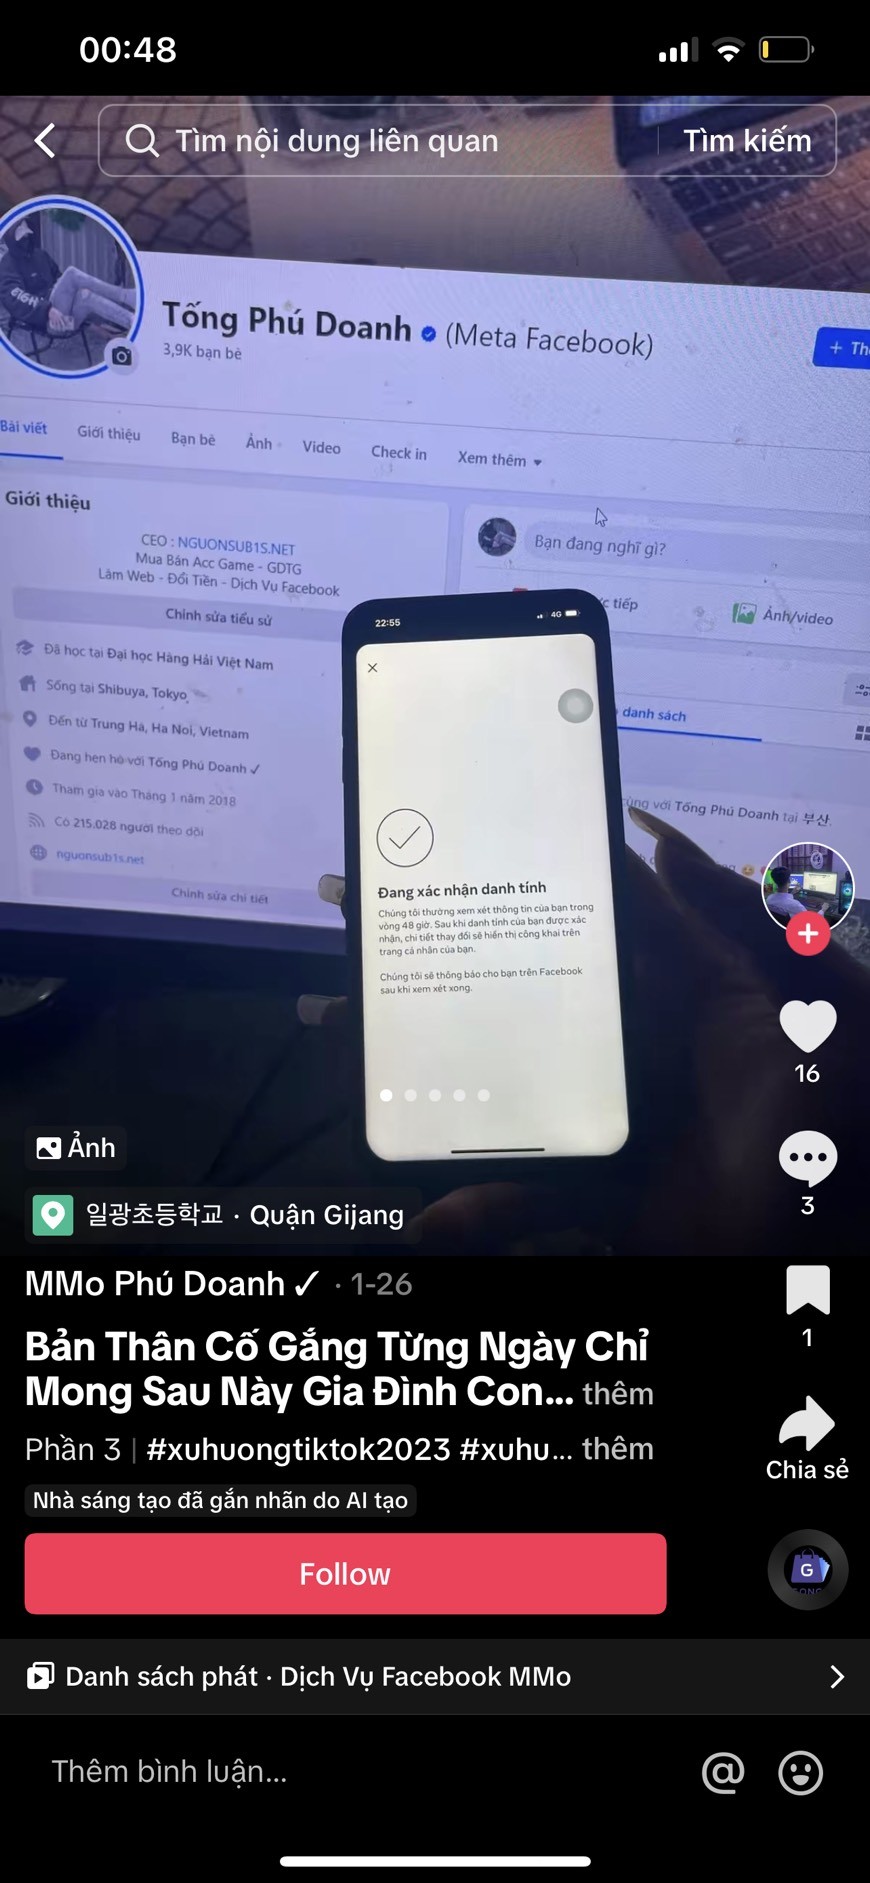 00:48
Tìm nội dung liên quan
Tìm kiếm
Tống Phú Doanh (Meta Facebook)
3,9K bạn bè
+ Th
Bài viết
Giới thiệu
Bạn bè
Ảnh
Video
Check in
Xem thêm
Giới thiệu
CEO : NGUONSUB1S.NET
Mua Bán Acc Game - GDTG
Làm Web - Đổi Tiền - Dịch Vụ Facebook
Chỉnh sửa tiểu sử
Đã học tại Đại học Hàng Hải Việt Nam
Sống tại Shibuya, Tokyo
Đến từ Trung Hà, Ha Noi, Vietnam
Đang hẹn hò với Tống Phú Doanh ✓
Tham gia vào Tháng 1 năm 2018
Có 215.028 người theo dõi
nguonsub1s.net
Chỉnh sửa chi tiết
Bạn đang nghĩ gì?
tiếp
Ảnh/video
danh sách
cùng với Tống Phú Doanh tại 부산.
22:55
4G
Đang xác nhận danh tính
Chúng tôi thường xem xét thông tin của bạn trong
vòng 48 giờ. Sau khi danh tính của bạn được xác
nhận, chi tiết thay đổi sẽ hiển thị công khai trên
trang cá nhân của bạn.
Chúng tôi sẽ thông báo cho bạn trên Facebook
sau khi xem xét xong.
16
3
1
Chia sẻ
Ảnh
일광초등학교 · Quận Gijang
MMo Phú Doanh ✓ · 1-26
Bản Thân Cố Gắng Từng Ngày Chỉ
Mong Sau Này Gia Đình Con... thêm
Phần 3 | #xuhuongtiktok2023 #xuhu... thêm
Nhà sáng tạo đã gắn nhãn do AI tạo
Follow
G
Danh sách phát · Dịch Vụ Facebook MMo
Thêm bình luận...